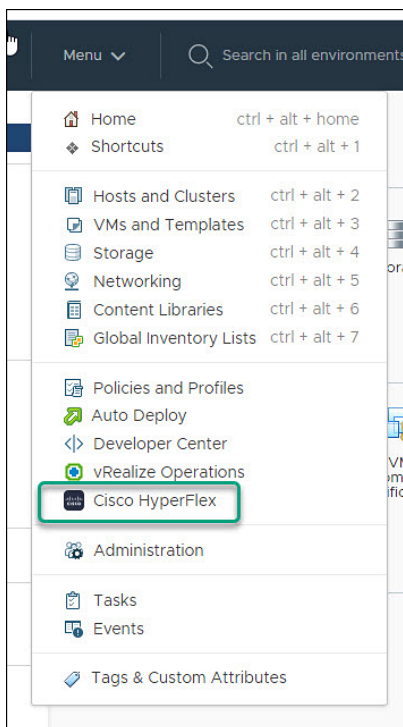 Menu
Search in all environments
Home ctrl + alt + home
Shortcuts ctrl + alt + 1
Hosts and Clusters ctrl + alt + 2
VMs and Templates ctrl + alt + 3
Storage ctrl + alt + 4
Networking ctrl + alt + 5
Content Libraries ctrl + alt + 6
Global Inventory Lists ctrl + alt + 7
Policies and Profiles
Auto Deploy
Developer Center
vRealize Operations
Cisco HyperFlex
Administration
Tasks
Events
Tags & Custom Attributes